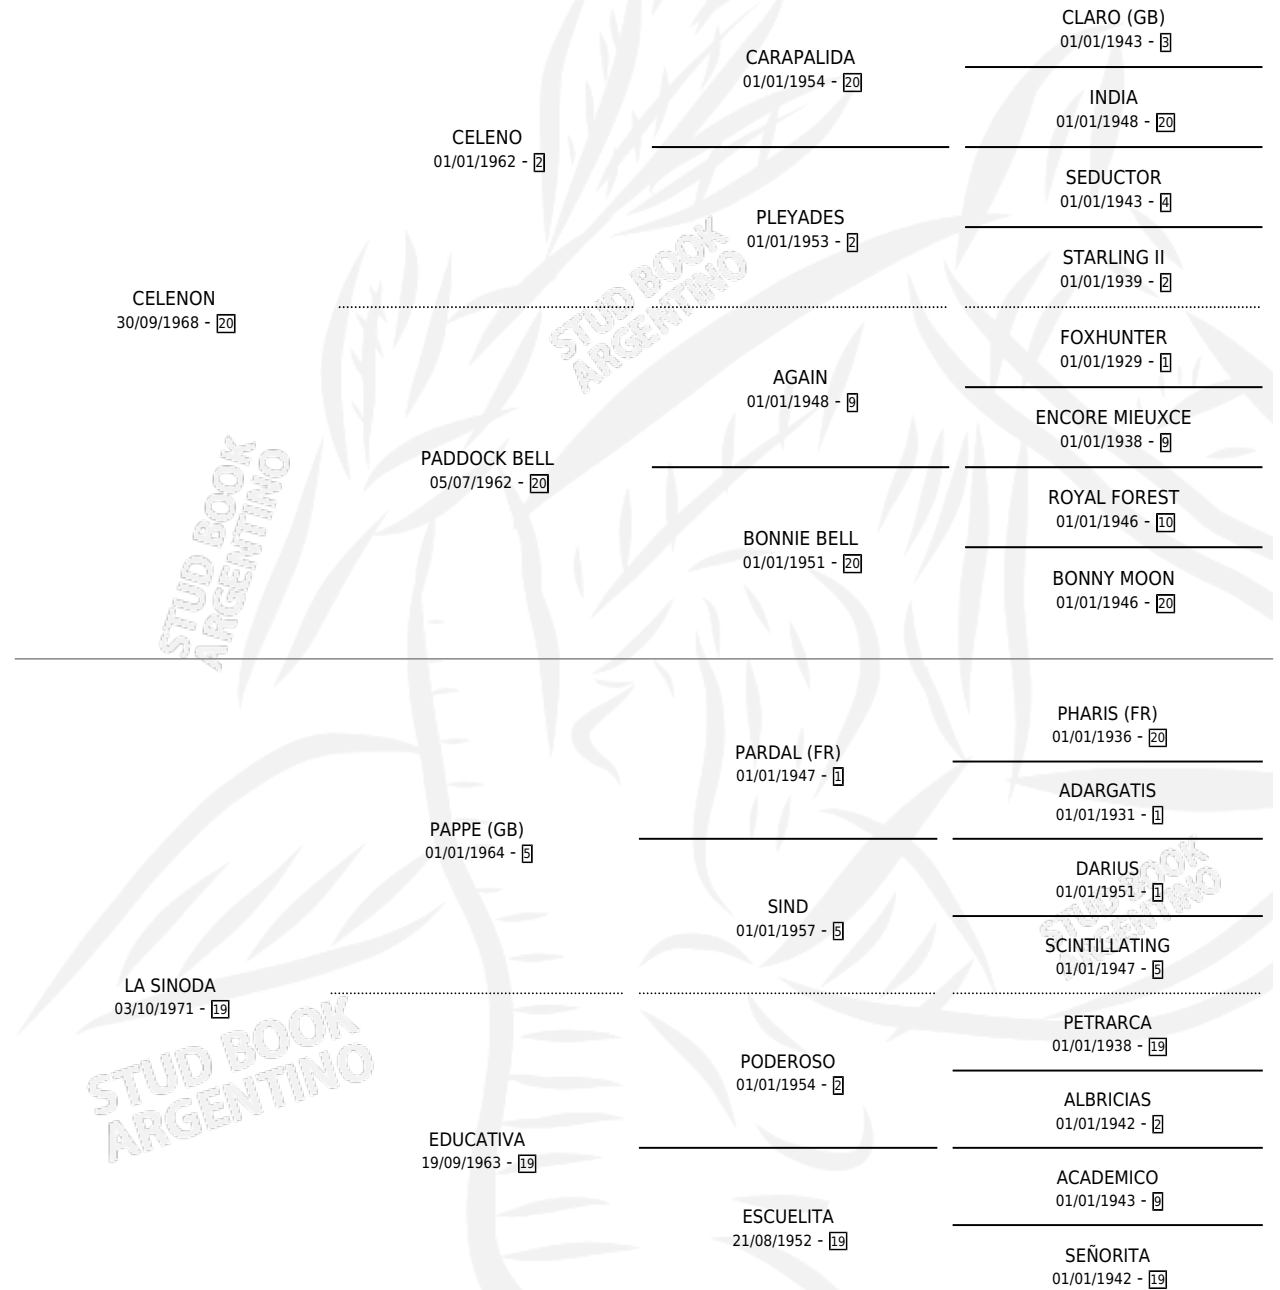 CLARO (GB)
01/01/1943 - 3
CARAPALIDA
01/01/1954 - 20
INDIA
01/01/1948 - 20
CELENO
01/01/1962 - 2
SEDUCTOR
01/01/1943 - 4
PLEYADES
01/01/1953 - 2
STARLING II
01/01/1939 - 2
CELENON
30/09/1968 - 20
FOXHUNTER
01/01/1929 - 1
AGAIN
01/01/1948 - 9
ENCORE MIEUXCE
01/01/1938 - 9
PADDOCK BELL
05/07/1962 - 20
ROYAL FOREST
01/01/1946 - 10
BONNIE BELL
01/01/1951 - 20
BONNY MOON
01/01/1946 - 20
PHARIS (FR)
01/01/1936 - 20
PARDAL (FR)
01/01/1947 - 1
ADARGATIS
01/01/1931 - 1
PAPPE (GB)
01/01/1964 - 5
DARIUS
01/01/1951 - 1
SIND
01/01/1957 - 5
SCINTILLATING
01/01/1947 - 5
LA SINODA
03/10/1971 - 19
PETRARCA
01/01/1938 - 19
PODEROSO
01/01/1954 - 2
ALBRICIAS
01/01/1942 - 2
EDUCATIVA
19/09/1963 - 19
ACADEMICO
01/01/1943 - 9
ESCUELITA
21/08/1952 - 19
SEÑORITA
01/01/1942 - 19
STUD BOOK
ARGENTINO
STUD BOOK
ARGENTINO
STUD BOOK
ARGENTINO
STUD BOOK
ARGENTINO